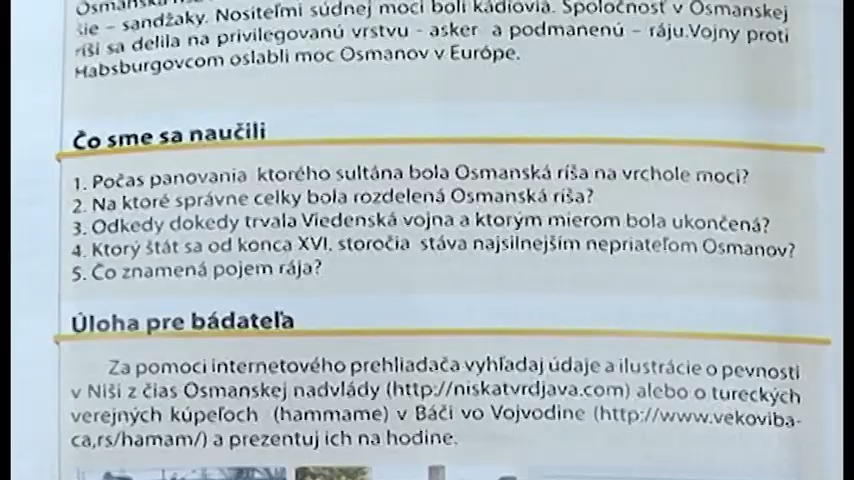 šie – sandžaky. Nositeľmi súdnej moci boli kádiovia. Spoločnosť v Osmanskej
ríši sa delila na privilegovanú vrstvu - asker a podmanenú – ráju.Vojny proti
Habsburgovcom oslabli moc Osmanov v Európe.
Čo sme sa naučili
1. Počas panovania ktorého sultána bola Osmanská ríša na vrchole moci?
2. Na ktoré správne celky bola rozdelená Osmanská ríša?
3. Odkedy dokedy trvala Viedenská vojna a ktorým mierom bola ukončená?
4. Ktorý štát sa od konca XVI. storočia stáva najsilnejším nepriateľom Osmanov?
5. Čo znamená pojem rája?
Úloha pre bádateľa
Za pomoci internetového prehliadača vyhľadaj údaje a ilustrácie o pevnosti
v Niši z čias Osmanskej nadvlády (http://niskatvrdjava.com) alebo o tureckých
verejných kúpeľoch (hammame) v Báči vo Vojvodine (http://www.vekoviba-
ca,rs/hamam/) a prezentuj ich na hodine.